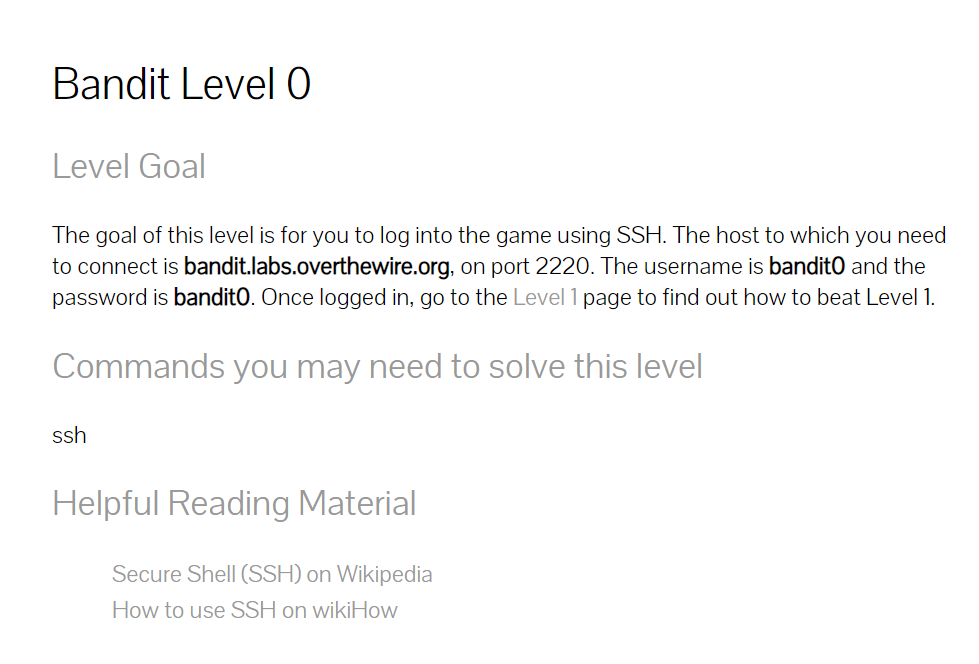 Bandit Level 0
Level Goal
The goal of this level is for you to log into the game using SSH. The host to which you need
to connect is bandit.labs.overthewire.org, on port 2220. The username is bandit0 and the
password is bandit0. Once logged in, go to the Level 1 page to find out how to beat Level 1.
Commands you may need to solve this level
ssh
Helpful Reading Material
Secure Shell (SSH) on Wikipedia
How to use SSH on wikiHow